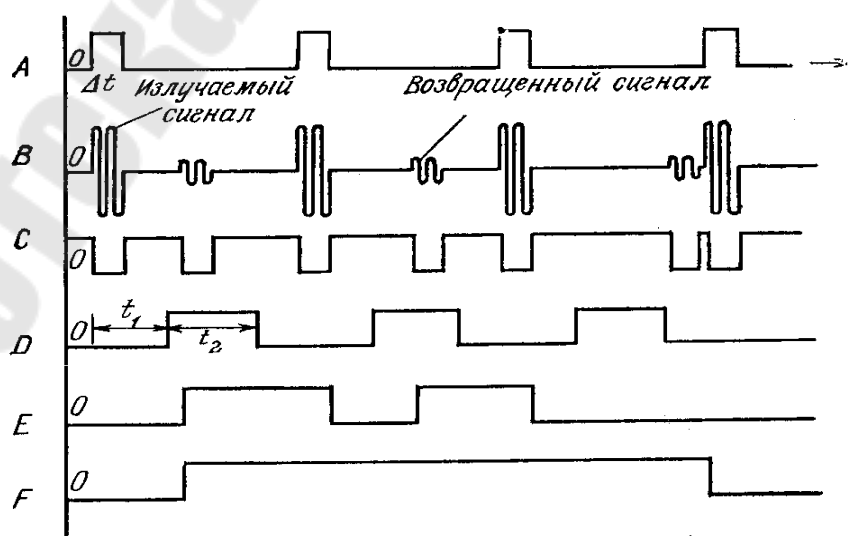 A
0
Δt
Излучаемый
сигнал
Возвращенный сигнал
B
0
C
0
D
0
t₁
t₂
E
0
F
0